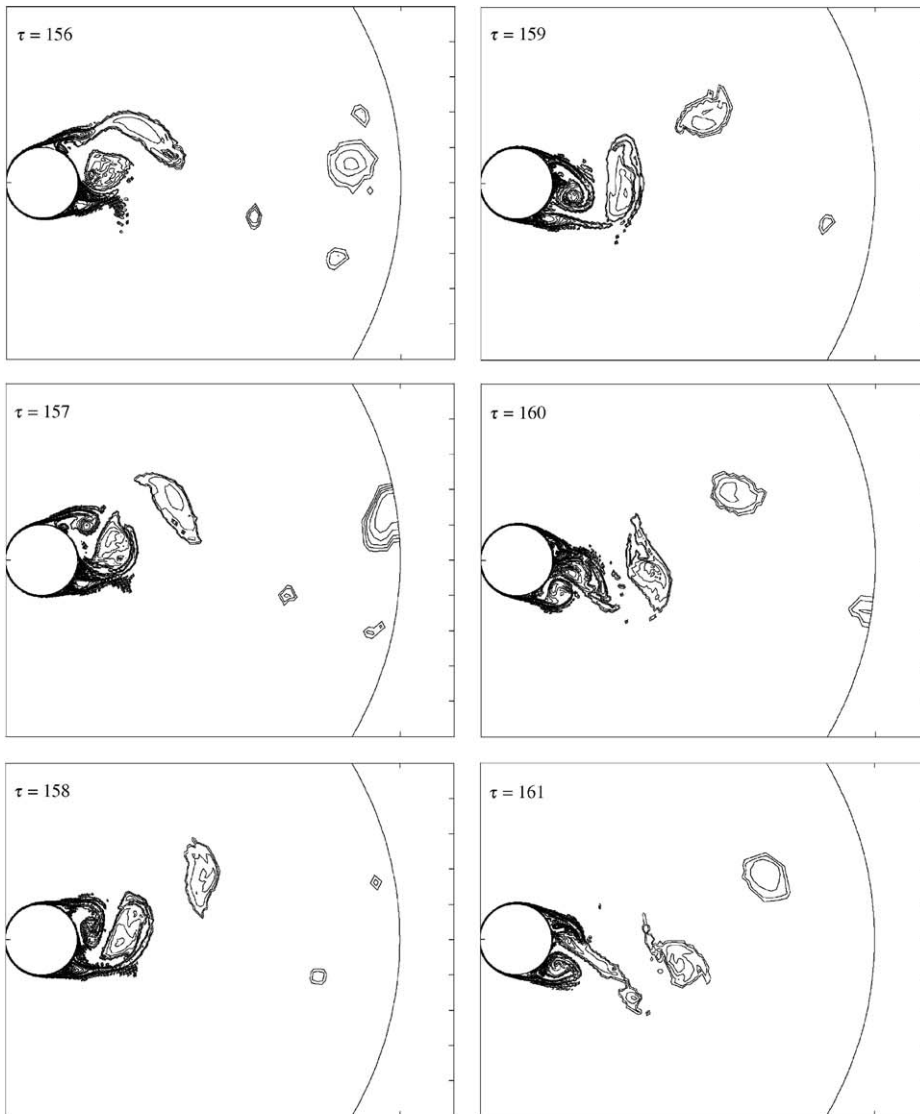 τ = 156
τ = 159
τ = 157
τ = 160
τ = 158
τ = 161